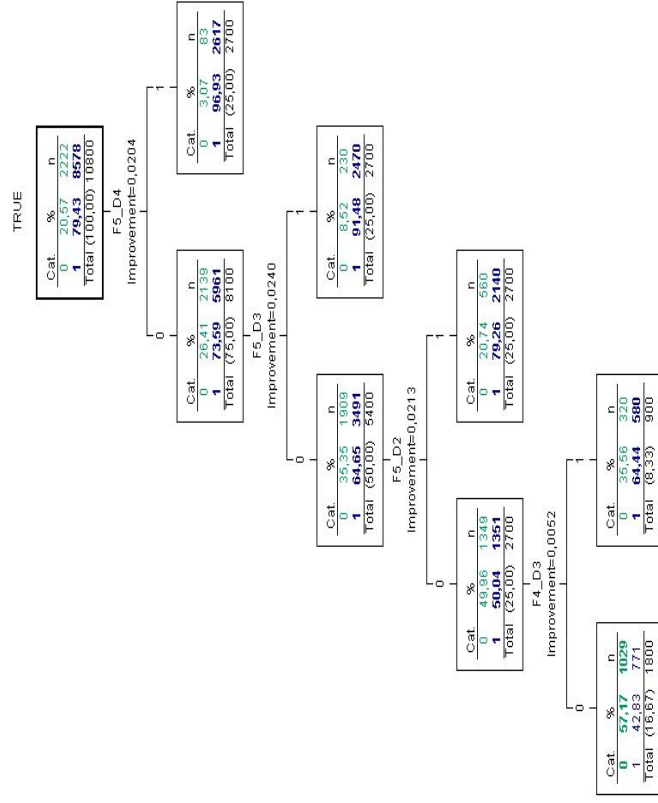 TRUE
Cat. % n
0 20,57 2222
1 79,43 8578
Total (100,00) 10800
F5_D4
Improvement=0,0204
0
1
Cat. % n
0 26,41 2139
1 73,59 5961
Total (75,00) 8100
Cat. % n
0 3,07 83
1 96,93 2617
Total (25,00) 2700
F5_D3
Improvement=0,0240
0
1
Cat. % n
0 35,35 1909
1 64,65 3491
Total (50,00) 5400
Cat. % n
0 8,52 230
1 91,48 2470
Total (25,00) 2700
F5_D2
Improvement=0,0213
0
1
Cat. % n
0 49,96 1349
1 50,04 1351
Total (25,00) 2700
Cat. % n
0 20,74 560
1 79,26 2140
Total (25,00) 2700
F4_D3
Improvement=0,0052
0
1
Cat. % n
0 57,17 1029
1 42,83 771
Total (16,67) 1800
Cat. % n
0 35,56 320
1 64,44 580
Total (8,33) 900